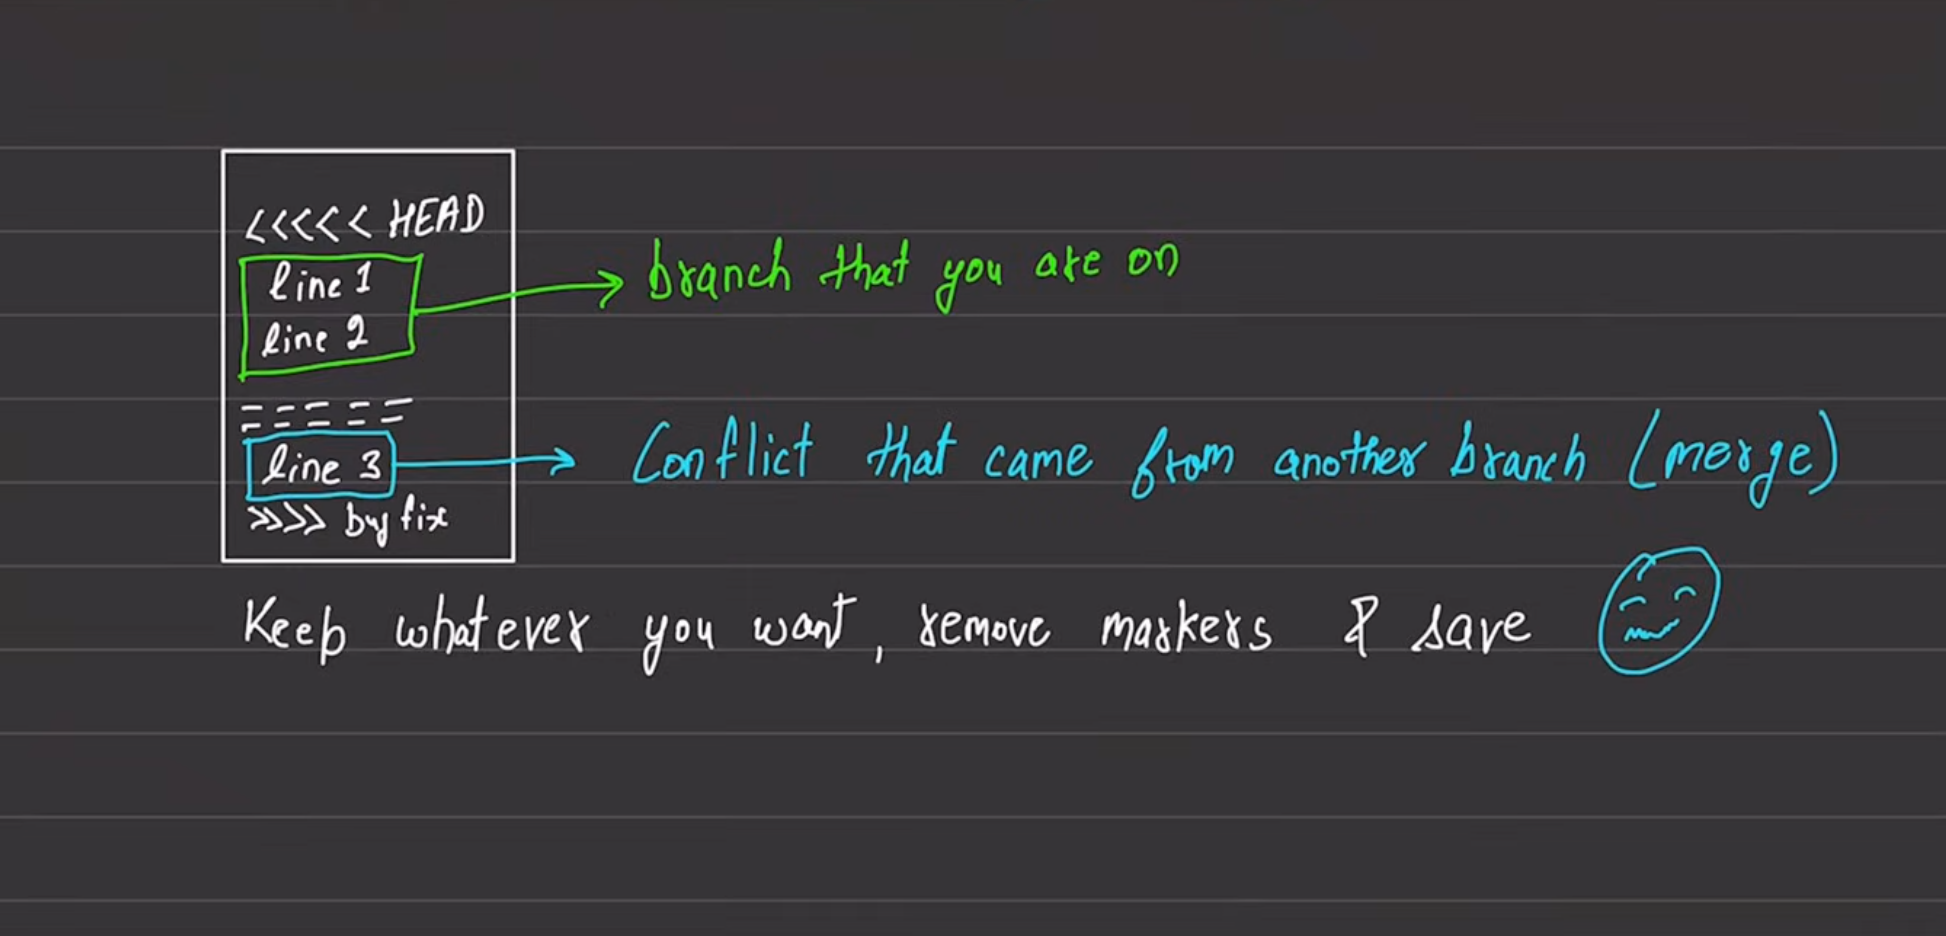 <<<<< HEAD
line 1
line 2
branch that you are on
=====
line 3
Conflict that came from another branch (merge)
>>>> bug fix
Keep whatever you want, remove markers & save